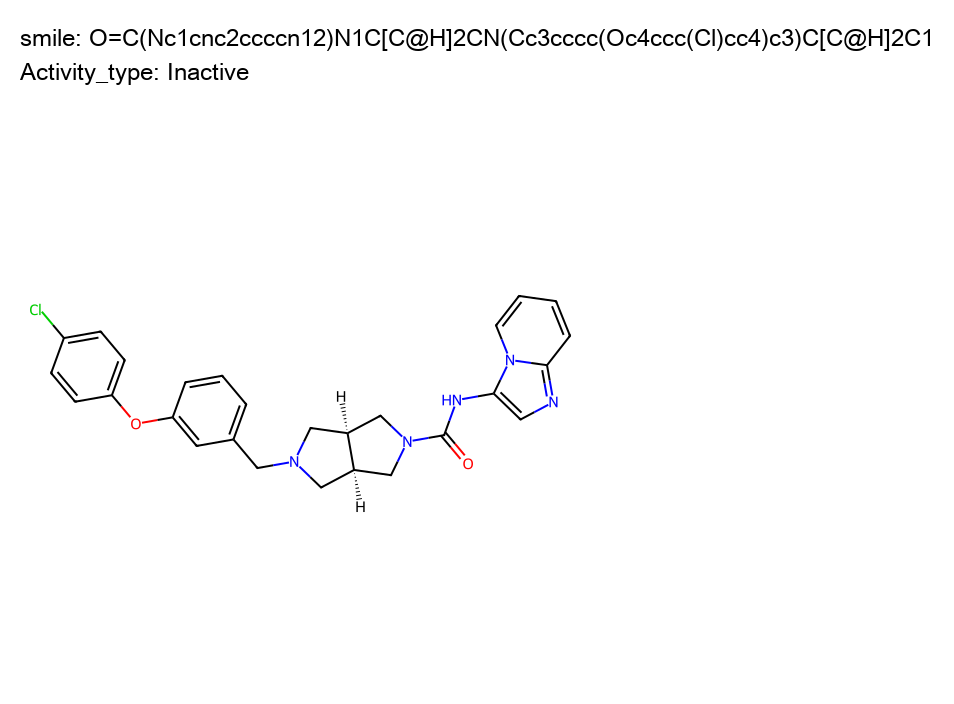 smile: O=C(Nc1cnc2ccccn12)N1C[C@H]2CN(Cc3cccc(Oc4ccc(Cl)cc4)c3)C[C@H]2C1
Activity_type: Inactive
Cl
N
H
HN
N
O
N
N
O
H